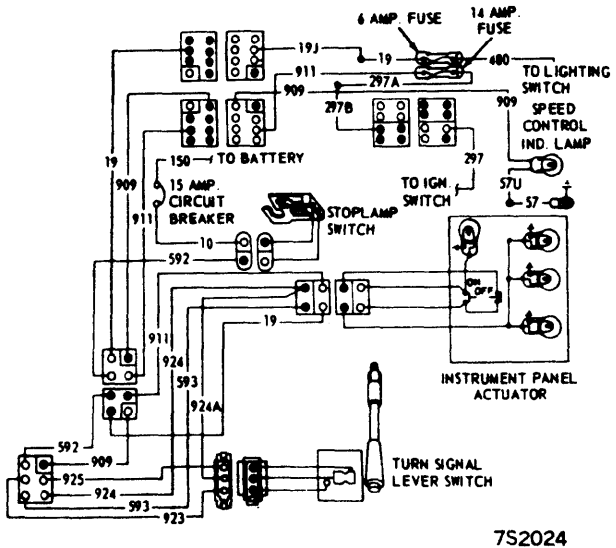 6 AMP. FUSE
14 AMP.
FUSE
19J
19
480
911
297A
TO LIGHTING
SWITCH
909
297B
909
SPEED
CONTROL
IND. LAMP
19
150
TO BATTERY
297
909
15 AMP.
CIRCUIT
BREAKER
TO IGN.
SWITCH
57U
57
911
STOPLAMP
SWITCH
10
592
ON
OFF
19
911
924
593
924A
INSTRUMENT PANEL
ACTUATOR
592
909
925
924
593
923
TURN SIGNAL
LEVER SWITCH
7S2024